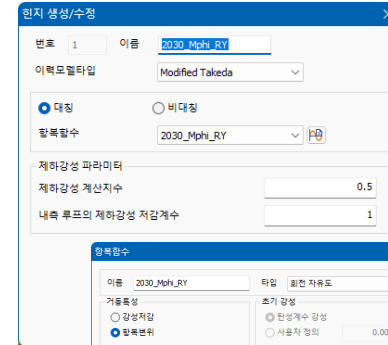 힌지 생성/수정
번호 1 이름 2030_Mphi_RY
이력모델타입 Modified Takeda
대칭 비대칭
항복함수 2030_Mphi_RY
제하강성 파라미터
제하강성 계산지수 0.5
내측 루프의 제하강성 저감계수 1
항복함수
이름 2030_Mphi_RY 타입 회전 자유도
거동특성 초기 강성
강성저감 탄성계수 강성
항복변위 사용자 정의 0.00